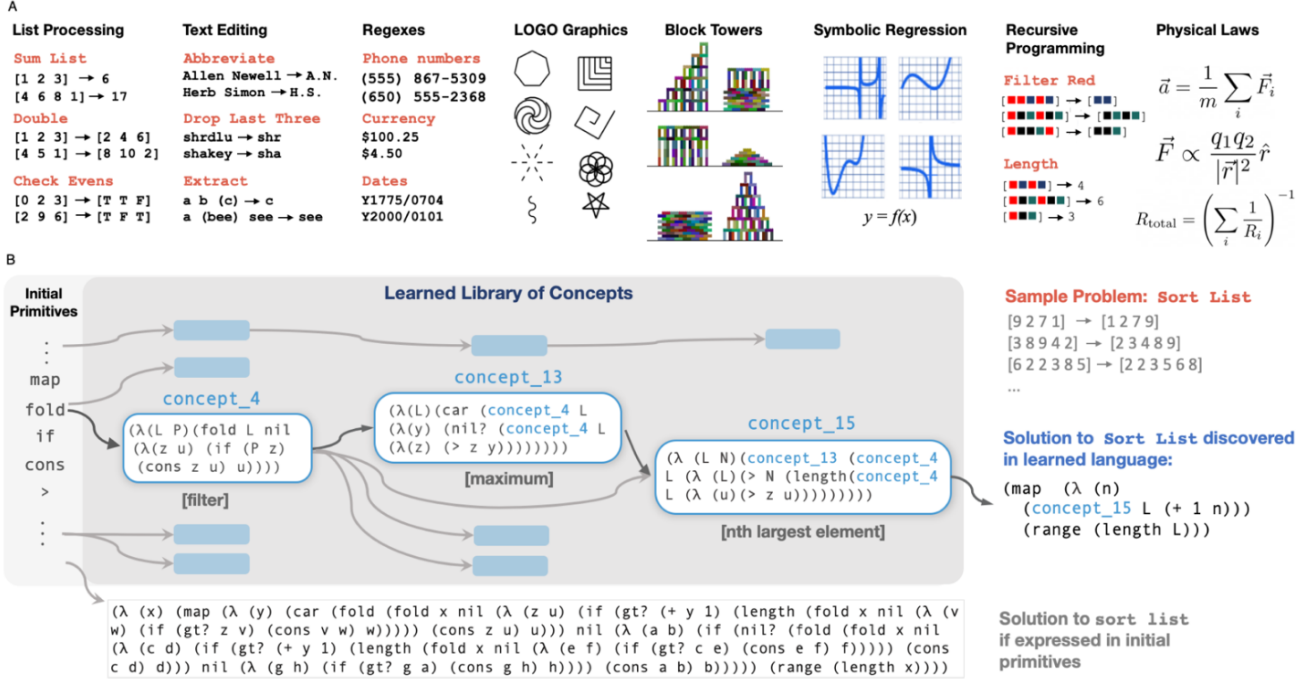 A
List Processing
Sum List
[1 2 3] → 6
[4 6 8 1] → 17
Double
[1 2 3] → [2 4 6]
[4 5 1] → [8 10 2]
Check Evens
[0 2 3] → [T T F]
[2 9 6] → [T F T]
Text Editing
Abbreviate
Allen Newell → A.N.
Herb Simon → H.S.
Drop Last Three
shrdlu → shr
shakey → sha
Extract
a b (c) → c
a (bee) see → see
Regexes
Phone numbers
(555) 867-5309
(650) 555-2368
Currency
$100.25
$4.50
Dates
Y1775/0704
Y2000/0101
LOGO Graphics
Block Towers
Symbolic Regression
y = f(x)
Recursive
Programming
Filter Red
[ ] → [ ]
[ ] → [ ]
[ ] → [ ]
Length
[ ] → 4
[ ] → 6
[ ] → 3
Physical Laws
a⃗ = 1/m ∑_i F⃗_i
F⃗ ∝ q₁q₂/|r⃗|² r̂
R_total = (∑_i 1/R_i)⁻¹
B
Initial
Primitives
map
fold
if
cons
>
Learned Library of Concepts
concept_4
(λ(L P)(fold L nil
(λ(z u) (if (P z)
(cons z u) u))))
[filter]
concept_13
(λ(L)(car (concept_4 L
(λ(y) (nil? (concept_4 L
(λ(z) (> z y))))))))
[maximum]
concept_15
(λ (L N)(concept_13 (concept_4
L (λ (L)(> N (length(concept_4
L (λ (u)(> z u)))))))))
[nth largest element]
Sample Problem: Sort List
[9 2 7 1] → [1 2 7 9]
[3 8 9 4 2] → [2 3 4 8 9]
[6 2 2 3 8 5] → [2 2 3 5 6 8]
...
Solution to Sort List discovered
in learned language:
(map (λ (n)
(concept_15 L (+ 1 n)))
(range (length L)))
(λ (x) (map (λ (y) (car (fold (fold x nil (λ (z u) (if (gt? (+ y 1) (length (fold x nil (λ (v
w) (if (gt? z v) (cons v w) w))))) (cons z u) u))) nil (λ (a b) (if (nil? (fold (fold x nil
(λ (c d) (if (gt? (+ y 1) (length (fold x nil (λ (e f) (if (gt? c e) (cons e f) f))))) (cons
c d) d))) nil (λ (g h) (if (gt? g a) (cons g h) h)))) (cons a b) b))))) (range (length x))))
Solution to sort list
if expressed in initial
primitives